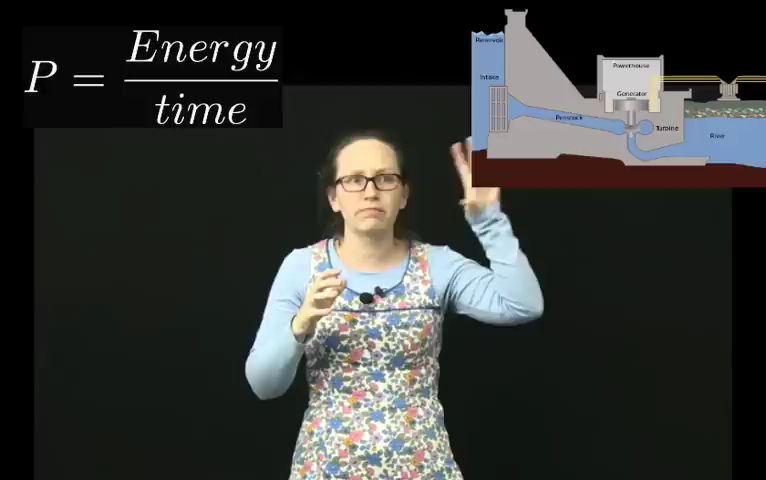 P = Energy / time
Reservoir
Intake
Penstock
Powerhouse
Generator
Turbine
River